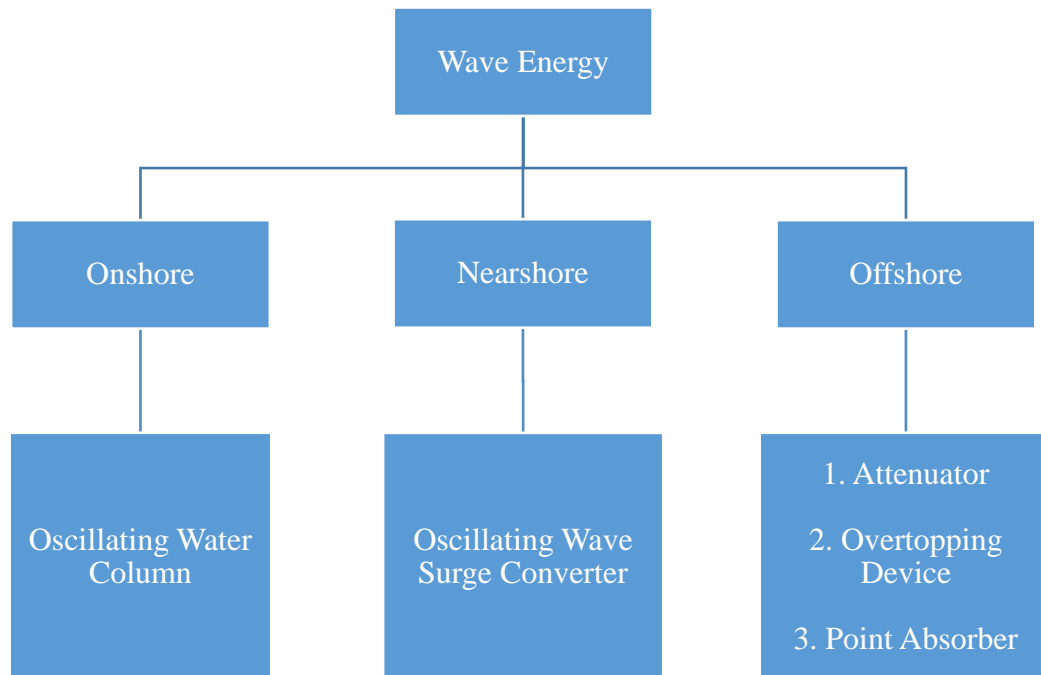 Wave Energy
Onshore
Nearshore
Offshore
Oscillating Water
Column
Oscillating Wave
Surge Converter
1. Attenuator
2. Overtopping
Device
3. Point Absorber